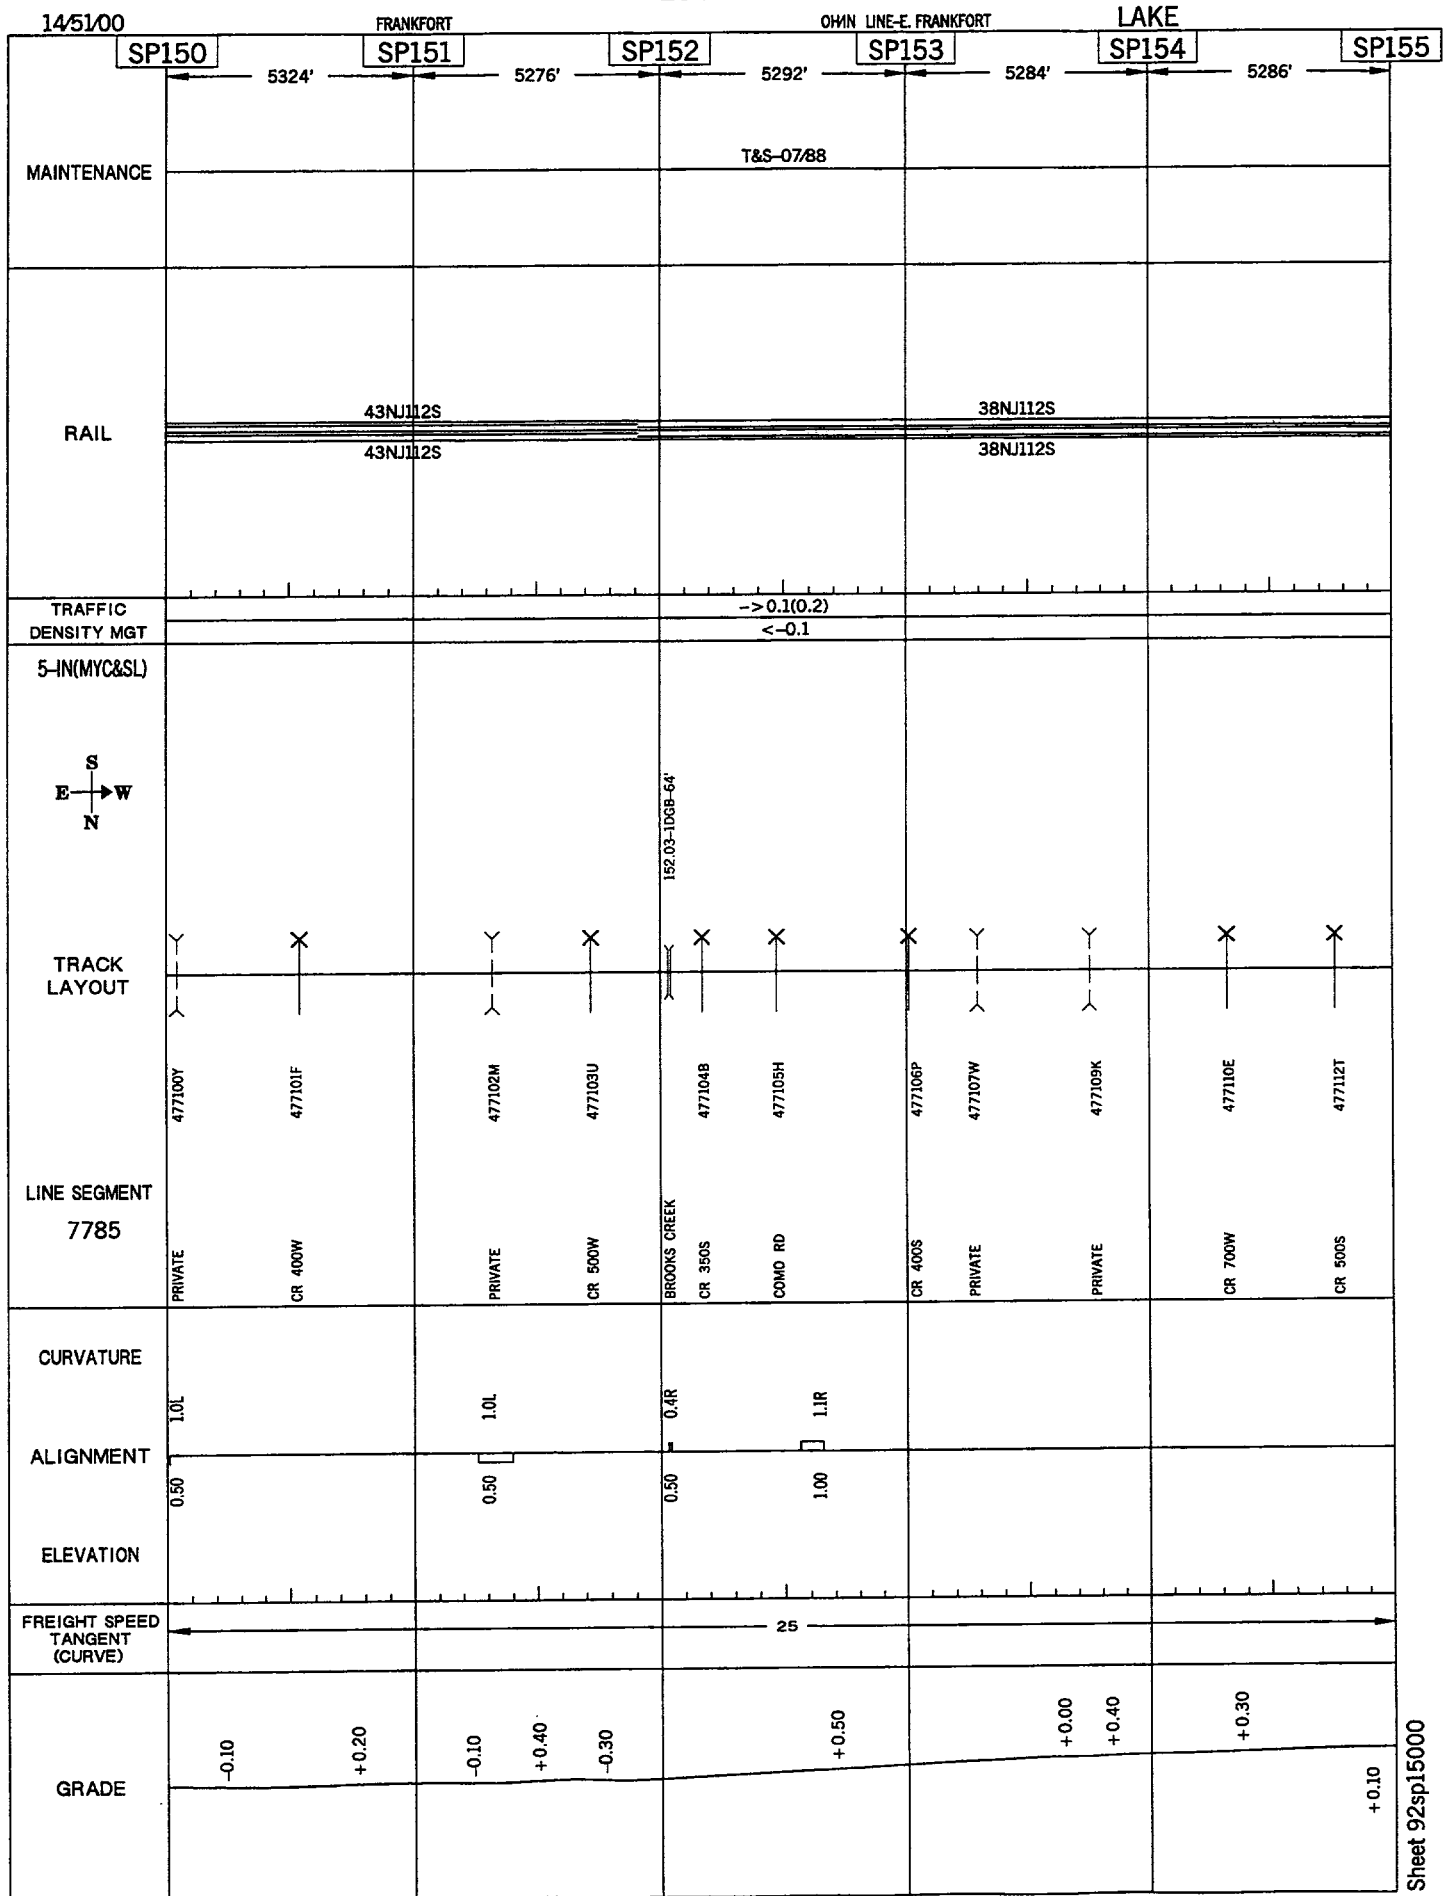 14/51/00 FRANKFORT OH-IN LINE-E. FRANKFORT LAKE
SP150 SP151 SP152 SP153 SP154 SP155
5324' 5276' 5292' 5284' 5286'
T&S-07/88
MAINTENANCE
43NJ112S 38NJ112S
RAIL
43NJ112S 38NJ112S
TRAFFIC
->0.1(0.2)
DENSITY MGT
<-0.1
5-IN(MYC&SL)
S
E W
N
152.03-1DGB-64'
TRACK
LAYOUT
477100Y 477101F 477102M 477103U 477104B 477105H 477106P 477107W 477109K 477110E 477112T
LINE SEGMENT
7785
PRIVATE CR 400W PRIVATE CR 500W BROOKS CREEK CR 350S COMO RD CR 400S PRIVATE PRIVATE CR 700W CR 500S
CURVATURE
1.0L 1.0L 0.4R 1.1R
ALIGNMENT
0.50 0.50 0.50 1.00
ELEVATION
FREIGHT SPEED
TANGENT
(CURVE)
25
-0.10 +0.20 -0.10 +0.40 -0.30 +0.50 +0.00 +0.40 +0.30
GRADE
+0.10
Sheet 92sp15000